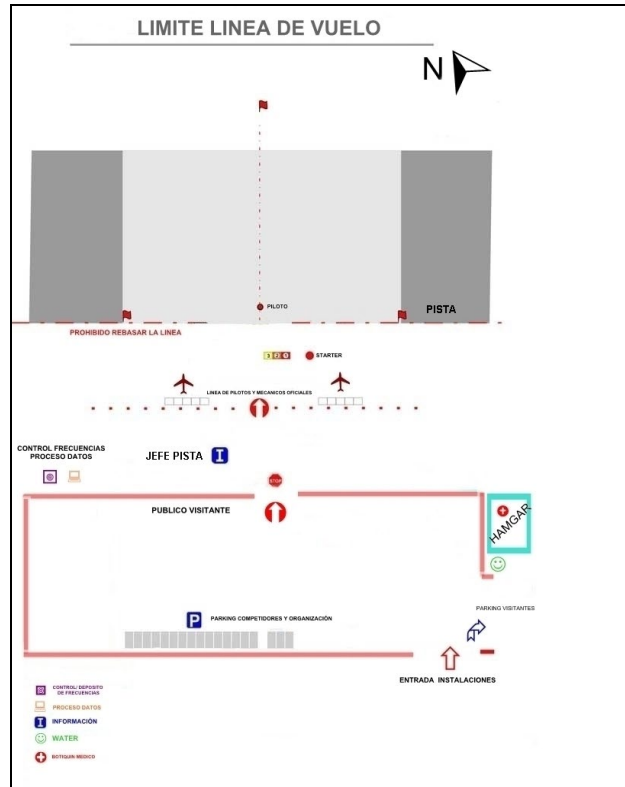 LIMITE LINEA DE VUELO
N
PILOTO
PISTA
PROHIBIDO REBASAR LA LINEA
STARTER
LINEA DE PILOTOS Y MECANICOS OFICIALES
CONTROL FRECUENCIAS
PROCESO DATOS
JEFE PISTA
I
STOP
PUBLICO VISITANTE
HAMGAR
PARKING VISITANTES
P
PARKING COMPETIDORES Y ORGANIZACIÓN
ENTRADA INSTALACIONES
CONTROL/ DEPOSITO
DE FRECUENCIAS
PROCESO DATOS
I
INFORMACIÓN
WATER
BOTIQUIN MEDICO